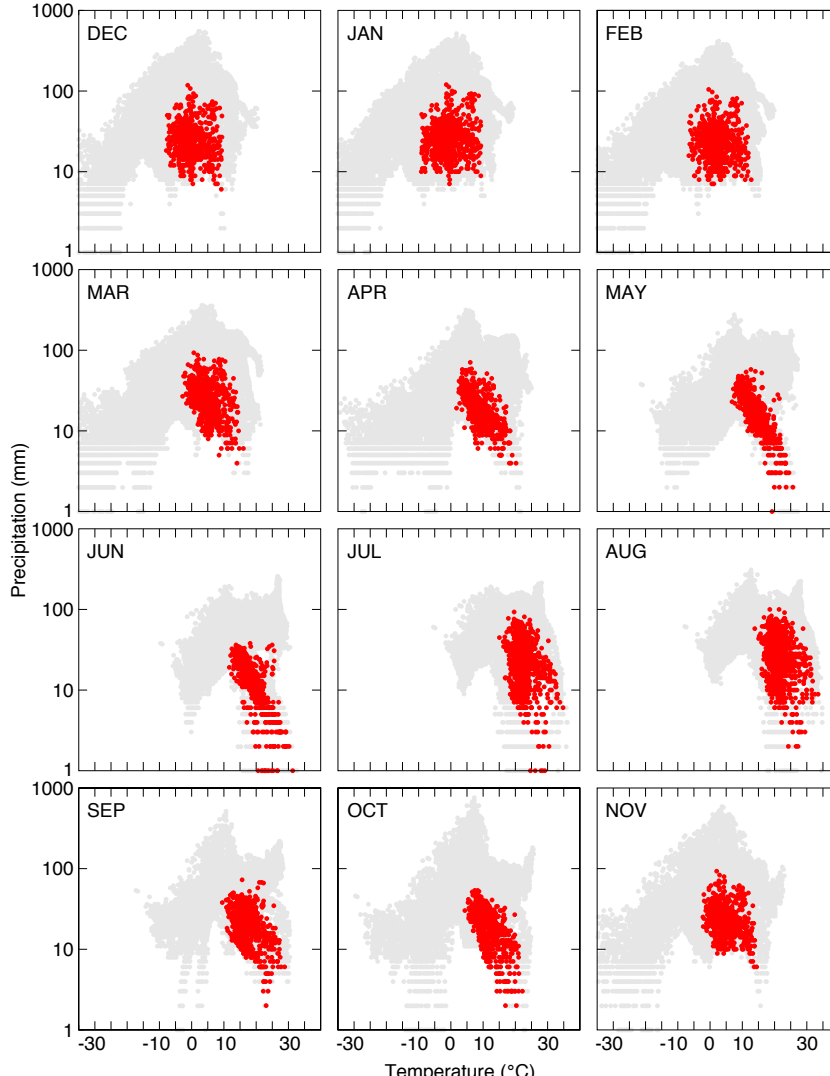 1000
DEC JAN FEB
100
10
1
1000
MAR APR MAY
100
10
1
Precipitation (mm)
1000
JUN JUL AUG
100
10
1
1000
SEP OCT NOV
100
10
1
-30 -10 0 10 30 -30 -10 0 10 30 -30 -10 0 10 30
Temperature (°C)